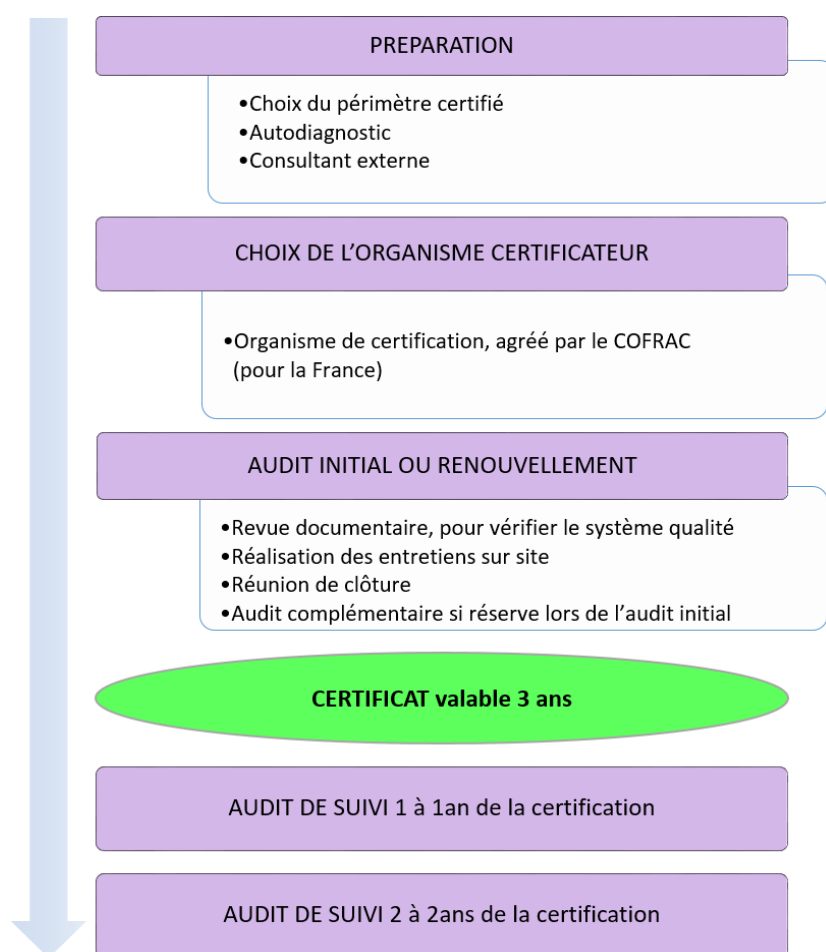 PREPARATION
•Choix du périmètre certifié
•Autodiagnostic
•Consultant externe
CHOIX DE L’ORGANISME CERTIFICATEUR
•Organisme de certification, agréé par le COFRAC
(pour la France)
AUDIT INITIAL OU RENOUVELLEMENT
•Revue documentaire, pour vérifier le système qualité
•Réalisation des entretiens sur site
•Réunion de clôture
•Audit complémentaire si réserve lors de l’audit initial
CERTIFICAT valable 3 ans
AUDIT DE SUIVI 1 à 1an de la certification
AUDIT DE SUIVI 2 à 2ans de la certification